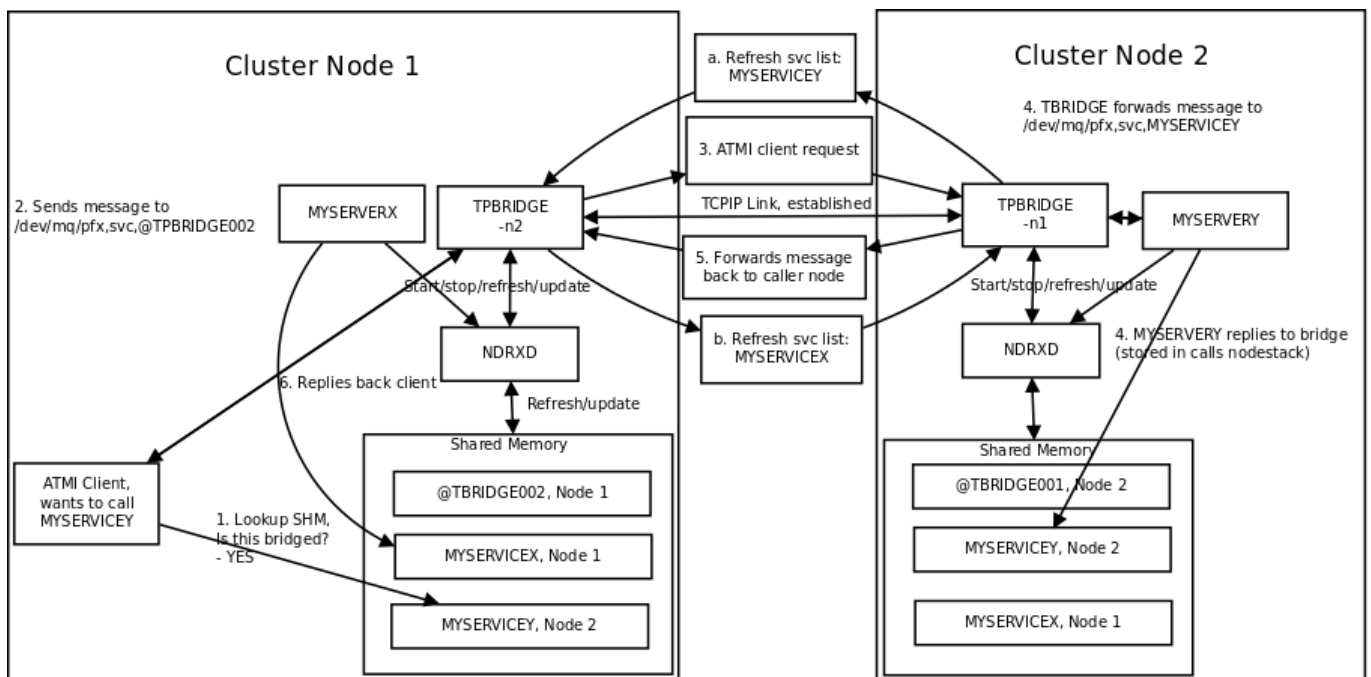 Cluster Node 1
Cluster Node 2
a. Refresh svc list:
MYSERVICEY
4. TBRIDGE forwads message to
/dev/mq/pfx,svc,MYSERVICEY
3. ATMI client request
2. Sends message to
/dev/mq/pfx,svc,@TPBRIDGE002
MYSERVERX
TPBRIDGE
-n2
TCPIP Link, established
TPBRIDGE
-n1
MYSERVERY
5. Forwards message
back to caller node
Start/stop/refresh/update
Start/stop/refresh/update
b. Refresh svc list:
MYSERVICEX
NDRXD
NDRXD
4. MYSERVERY replies to bridge
(stored in calls nodestack)
6. Replies back client
Refresh/update
Shared Memory
Shared Memory
ATMI Client,
wants to call
MYSERVICEY
@TBRIDGE002, Node 1
@TBRIDGE001, Node 2
1. Lookup SHM,
Is this bridged?
- YES
MYSERVICEX, Node 1
MYSERVICEY, Node 2
MYSERVICEY, Node 2
MYSERVICEX, Node 1